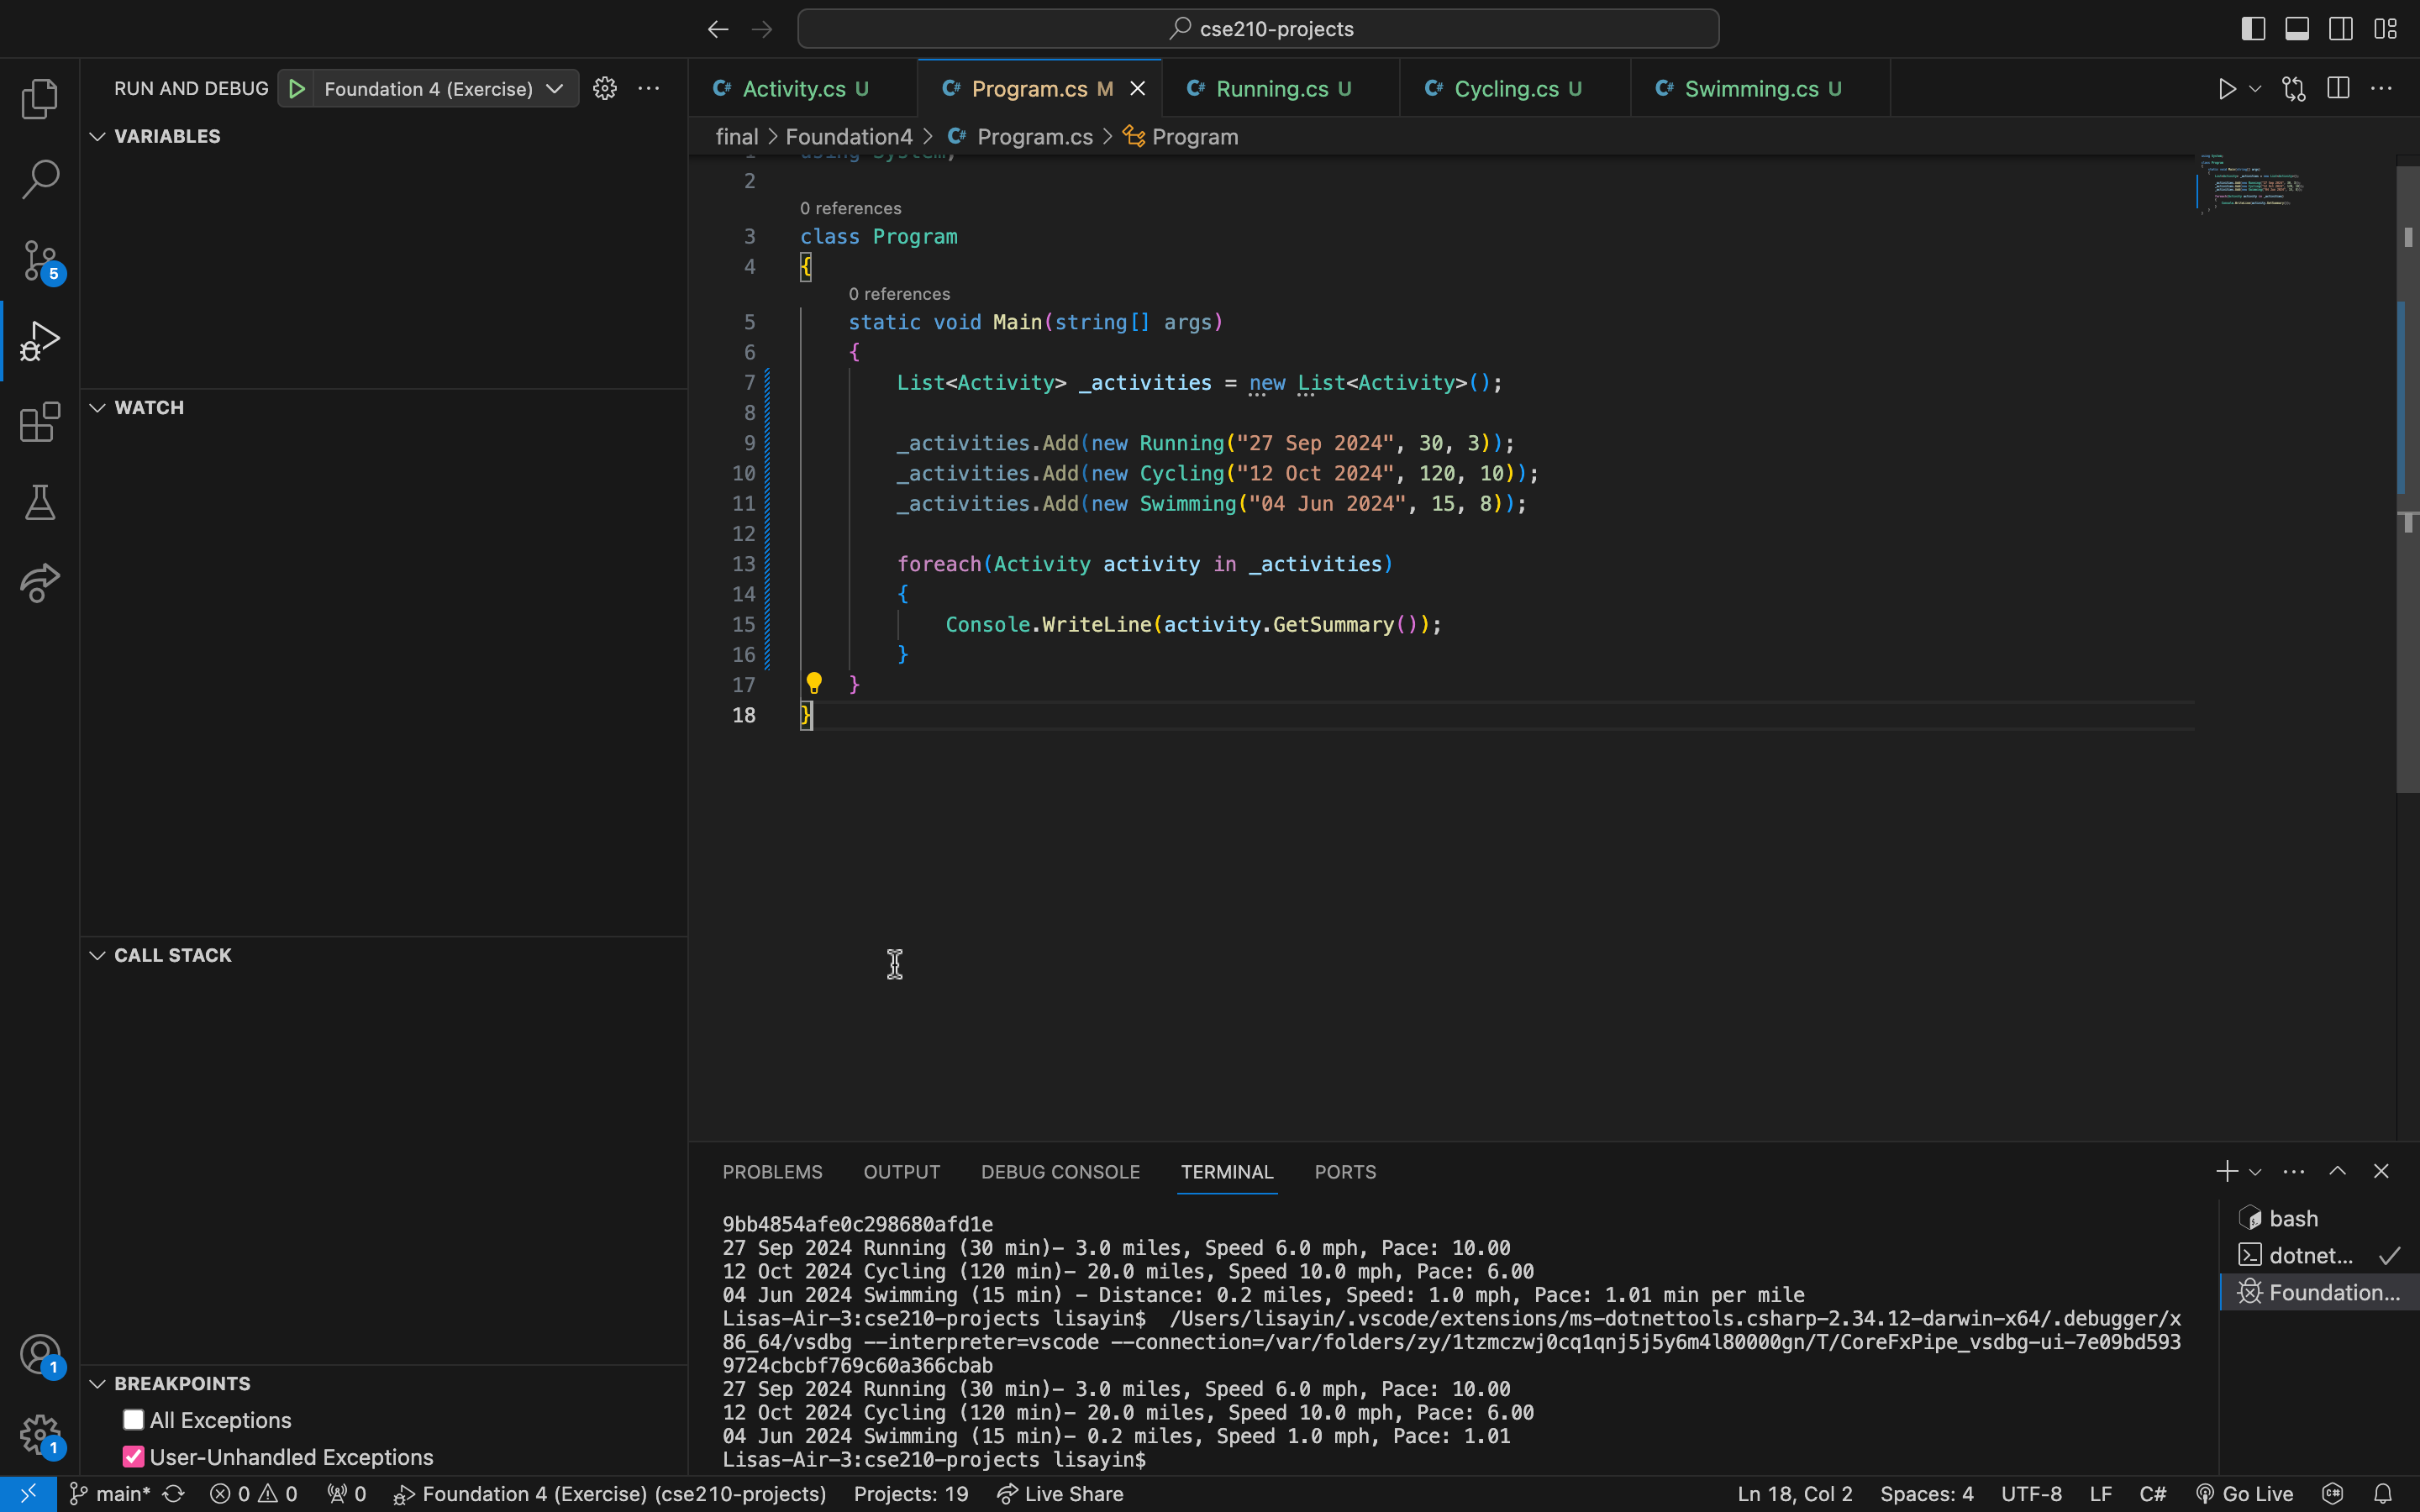 cse210-projects
RUN AND DEBUG Foundation 4 (Exercise)
Activity.cs U
Program.cs M
Running.cs U
Cycling.cs U
Swimming.cs U
final > Foundation4 > Program.cs > Program
VARIABLES
WATCH
CALL STACK
BREAKPOINTS
All Exceptions
User-Unhandled Exceptions
5
1
1
1 using System;
2
0 references
3 class Program
4 {
0 references
5 static void Main(string[] args)
6 {
7 List<Activity> _activities = new List<Activity>();
8
9 _activities.Add(new Running("27 Sep 2024", 30, 3));
10 _activities.Add(new Cycling("12 Oct 2024", 120, 10));
11 _activities.Add(new Swimming("04 Jun 2024", 15, 8));
12
13 foreach(Activity activity in _activities)
14 {
15 Console.WriteLine(activity.GetSummary());
16 }
17 }
18 }
PROBLEMS OUTPUT DEBUG CONSOLE TERMINAL PORTS
9bb4854afe0c298680afd1e
27 Sep 2024 Running (30 min)- 3.0 miles, Speed 6.0 mph, Pace: 10.00
12 Oct 2024 Cycling (120 min)- 20.0 miles, Speed 10.0 mph, Pace: 6.00
04 Jun 2024 Swimming (15 min) - Distance: 0.2 miles, Speed: 1.0 mph, Pace: 1.01 min per mile
Lisas-Air-3:cse210-projects lisayin$  /Users/lisayin/.vscode/extensions/ms-dotnettools.csharp-2.34.12-darwin-x64/.debugger/x
86_64/vsdbg --interpreter=vscode --connection=/var/folders/zy/1tzmczwj0cq1qnj5j5y6m4l80000gn/T/CoreFxPipe_vsdbg-ui-7e09bd593
9724cbcbf769c60a366cbab
27 Sep 2024 Running (30 min)- 3.0 miles, Speed 6.0 mph, Pace: 10.00
12 Oct 2024 Cycling (120 min)- 20.0 miles, Speed 10.0 mph, Pace: 6.00
04 Jun 2024 Swimming (15 min)- 0.2 miles, Speed 1.0 mph, Pace: 1.01
Lisas-Air-3:cse210-projects lisayin$
bash
dotnet...
Foundation...
main* 0 0 0 Foundation 4 (Exercise) (cse210-projects) Projects: 19 Live Share Ln 18, Col 2 Spaces: 4 UTF-8 LF C# Go Live